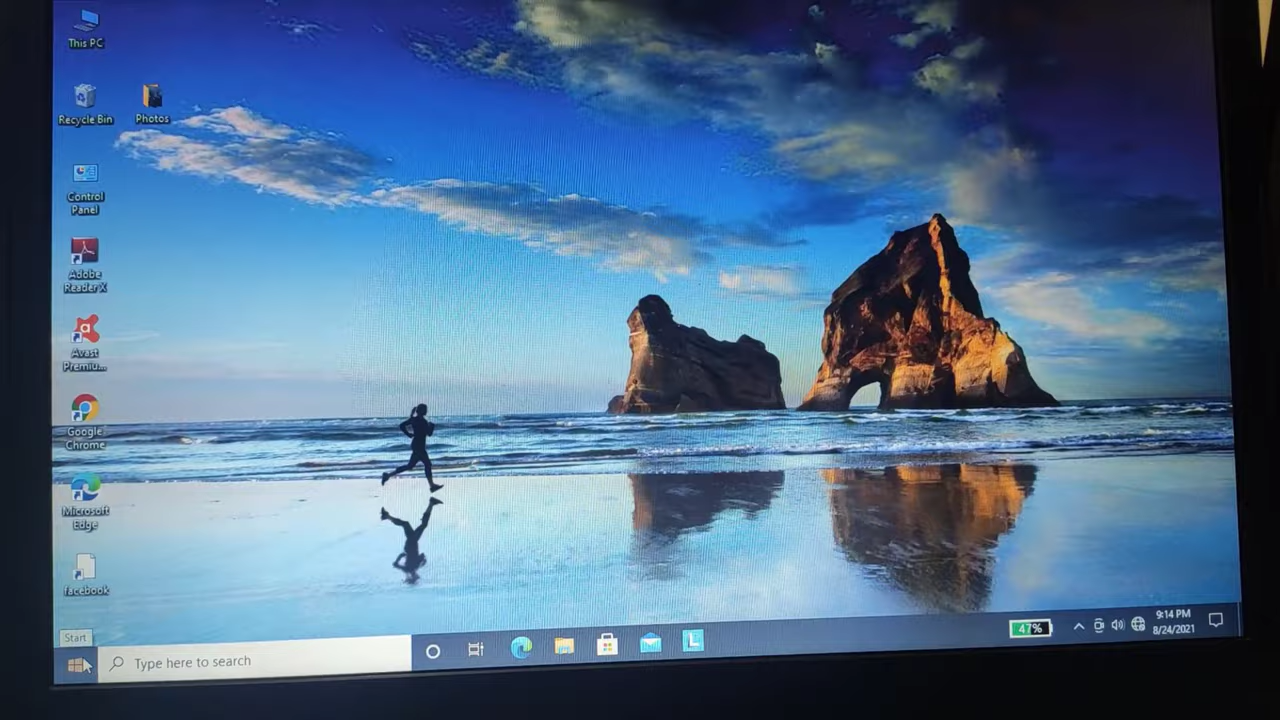 This PC
Recycle Bin
Photos
Control
Panel
Adobe
Reader X
Avast
Premiu...
Google
Chrome
Microsoft
Edge
facebook
Start
Type here to search
47%
9:14 PM
8/24/2021